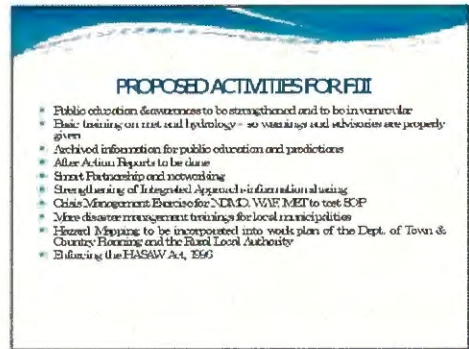 PROPOSED ACTIVITIES FOR FIJI
Public education & awareness to be strengthened and to be in vernacular
Basic training on met and hydrology - so warnings and advisories are properly
given
Archived information for public education and predictions
After Action Reports to be done
Smart Partnership and networking
Strengthening of Integrated Approach-information sharing
Crisis Management Exercise for NDMO, WAF, MET to test SOP
More disaster management trainings for local municipalities
Hazard Mapping to be incorporated into work plan of the Dept. of Town &
Country Planning and the Rural Local Authority
Enforcing the HASAW Act, 1996